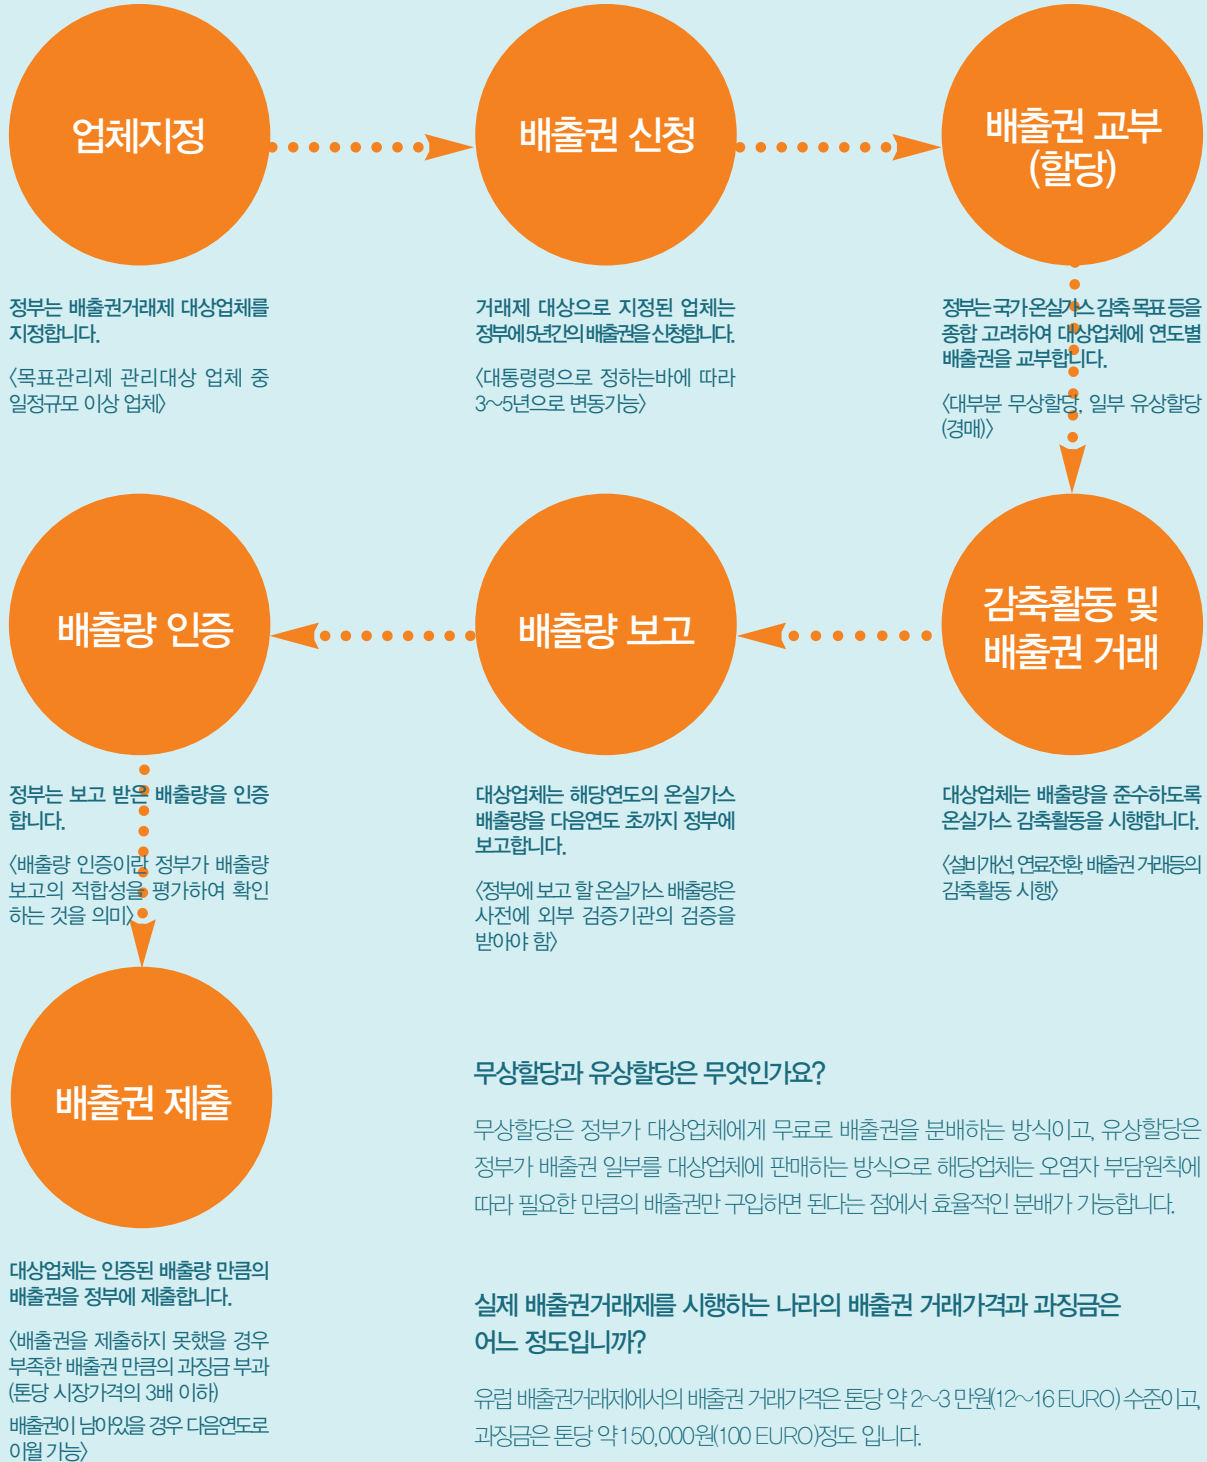 업체지정
배출권 신청
배출권 교부
(할당)
정부는 배출권거래제 대상업체를
지정합니다.
〈목표관리제 관리대상 업체 중
일정규모 이상 업체〉
거래제 대상으로 지정된 업체는
정부에 5년간의 배출권을 신청합니다.
〈대통령령으로 정하는바에 따라
3~5년으로 변동가능〉
정부는 국가 온실가스 감축 목표 등을
종합 고려하여 대상업체에 연도별
배출권을 교부합니다.
〈대부분 무상할당, 일부 유상할당
(경매)〉
감축활동 및
배출권 거래
배출량 보고
배출량 인증
대상업체는 배출량을 준수하도록
온실가스 감축활동을 시행합니다.
〈설비개선, 연료전환, 배출권 거래등의
감축활동 시행〉
대상업체는 해당연도의 온실가스
배출량을 다음연도 초까지 정부에
보고합니다.
〈정부에 보고 할 온실가스 배출량은
사전에 외부 검증기관의 검증을
받아야 함〉
정부는 보고 받은 배출량을 인증
합니다.
〈배출량 인증이란 정부가 배출량
보고의 적합성을 평가하여 확인
하는 것을 의미〉
배출권 제출
대상업체는 인증된 배출량 만큼의
배출권을 정부에 제출합니다.
〈배출권을 제출하지 못했을 경우
부족한 배출권 만큼의 과징금 부과
(톤당 시장가격의 3배 이하)
배출권이 남아있을 경우 다음연도로
이월 가능〉
무상할당과 유상할당은 무엇인가요?
무상할당은 정부가 대상업체에게 무료로 배출권을 분배하는 방식이고, 유상할당은
정부가 배출권 일부를 대상업체에 판매하는 방식으로 해당업체는 오염자 부담원칙에
따라 필요한 만큼의 배출권만 구입하면 된다는 점에서 효율적인 분배가 가능합니다.
실제 배출권거래제를 시행하는 나라의 배출권 거래가격과 과징금은
어느 정도입니까?
유럽 배출권거래제에서의 배출권 거래가격은 톤당 약 2~3 만원(12~16 EURO) 수준이고,
과징금은 톤당 약 150,000원(100 EURO)정도 입니다.